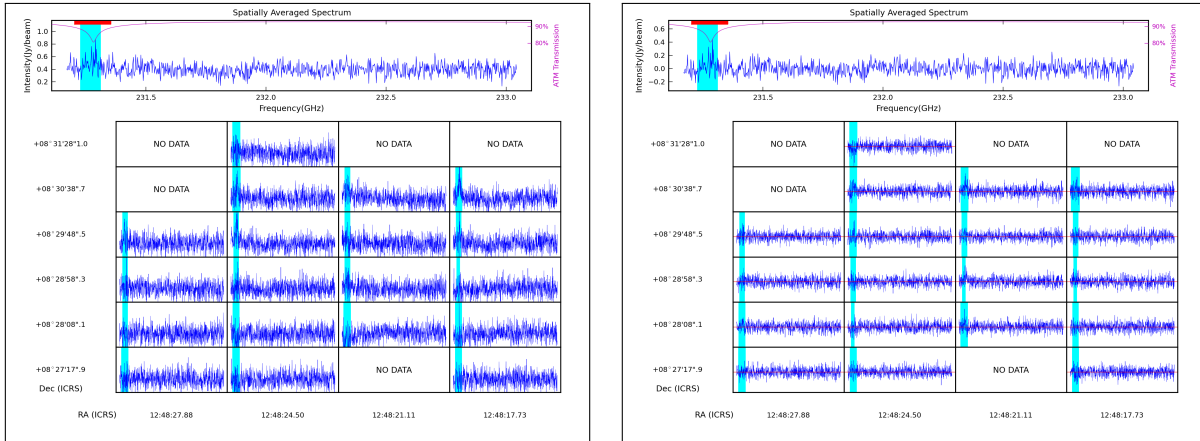 Spatially Averaged Spectrum
Intensity(Jy/beam)
1.0
0.8
0.6
0.4
0.2
90%
80%
ATM Transmission
231.5 232.0 232.5 233.0
Frequency(GHz)
+08°31'28"1.0 NO DATA NO DATA NO DATA
+08°30'38".7 NO DATA
+08°29'48".5
+08°28'58".3
+08°28'08".1
+08°27'17".9 NO DATA
Dec (ICRS)
RA (ICRS) 12:48:27.88 12:48:24.50 12:48:21.11 12:48:17.73
Spatially Averaged Spectrum
Intensity(Jy/beam)
0.6
0.4
0.2
0.0
−0.2
90%
80%
ATM Transmission
231.5 232.0 232.5 233.0
Frequency(GHz)
+08°31'28"1.0 NO DATA NO DATA NO DATA
+08°30'38".7 NO DATA
+08°29'48".5
+08°28'58".3
+08°28'08".1
+08°27'17".9 NO DATA
Dec (ICRS)
RA (ICRS) 12:48:27.88 12:48:24.50 12:48:21.11 12:48:17.73